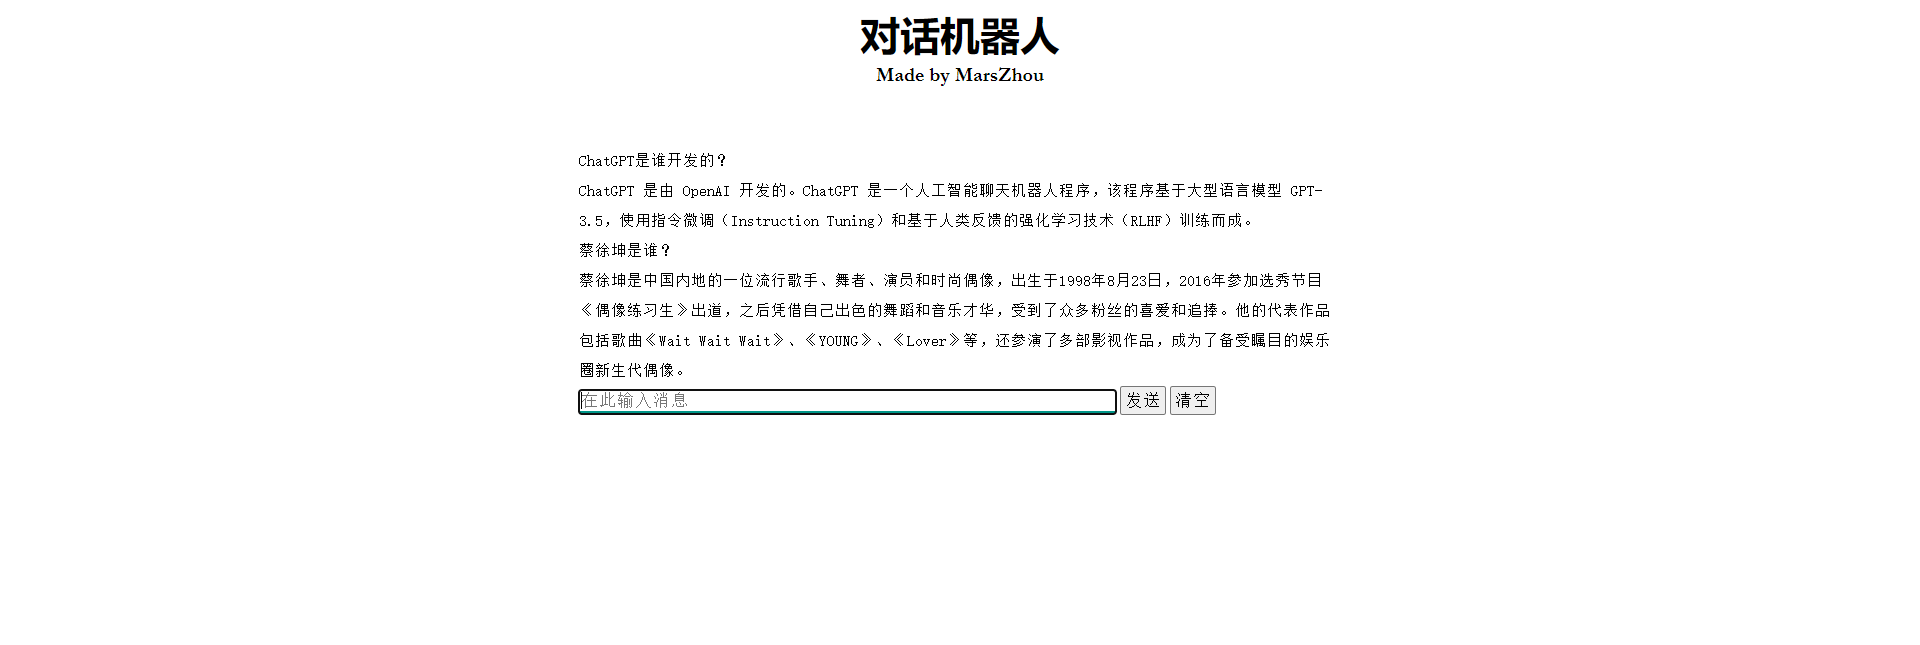 对话机器人
Made by MarsZhou
ChatGPT是谁开发的？
ChatGPT 是由 OpenAI 开发的。ChatGPT 是一个人工智能聊天机器人程序，该程序基于大型语言模型 GPT-
3.5，使用指令微调（Instruction Tuning）和基于人类反馈的强化学习技术（RLHF）训练而成。
蔡徐坤是谁？
蔡徐坤是中国内地的一位流行歌手、舞者、演员和时尚偶像，出生于1998年8月23日，2016年参加选秀节目
《偶像练习生》出道，之后凭借自己出色的舞蹈和音乐才华，受到了众多粉丝的喜爱和追捧。他的代表作品
包括歌曲《Wait Wait Wait》、《YOUNG》、《Lover》等，还参演了多部影视作品，成为了备受瞩目的娱乐
圈新生代偶像。
在此输入消息 发送 清空